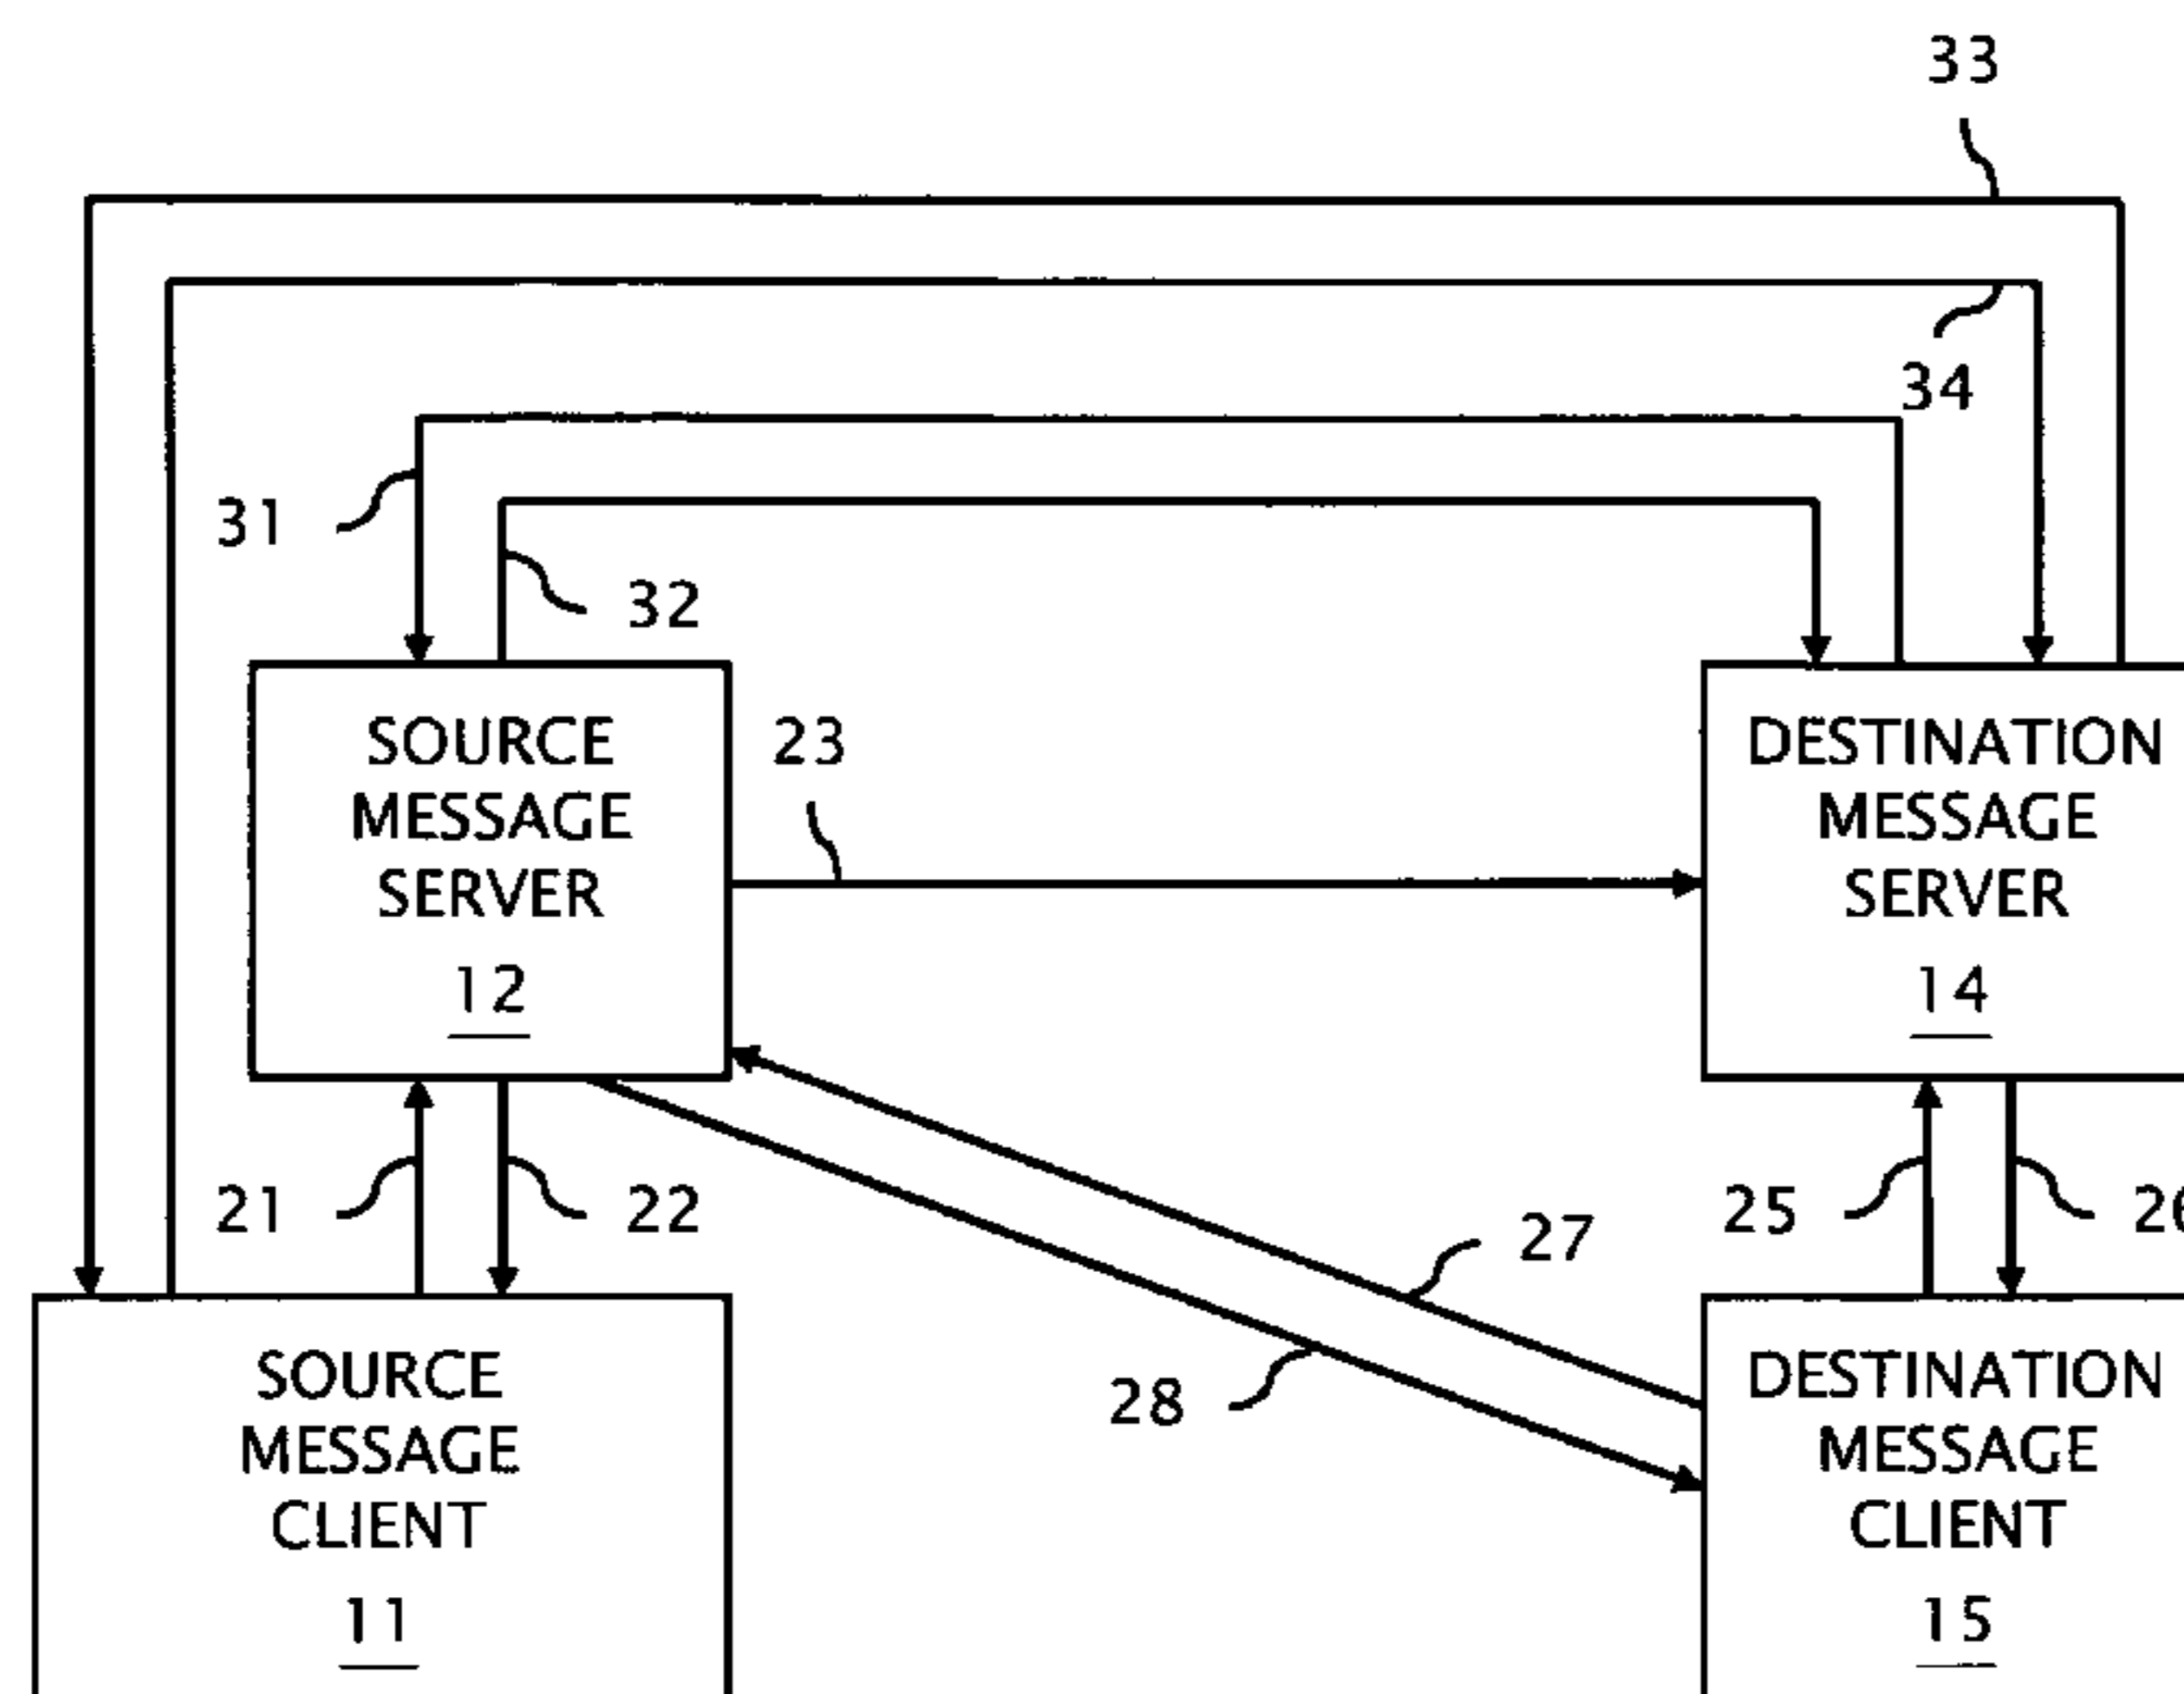 33
34
31
32
SOURCE
MESSAGE
SERVER
12
23
DESTINATION
MESSAGE
SERVER
14
21
22
27
25
28
SOURCE
MESSAGE
CLIENT
11
DESTINATION
MESSAGE
CLIENT
15